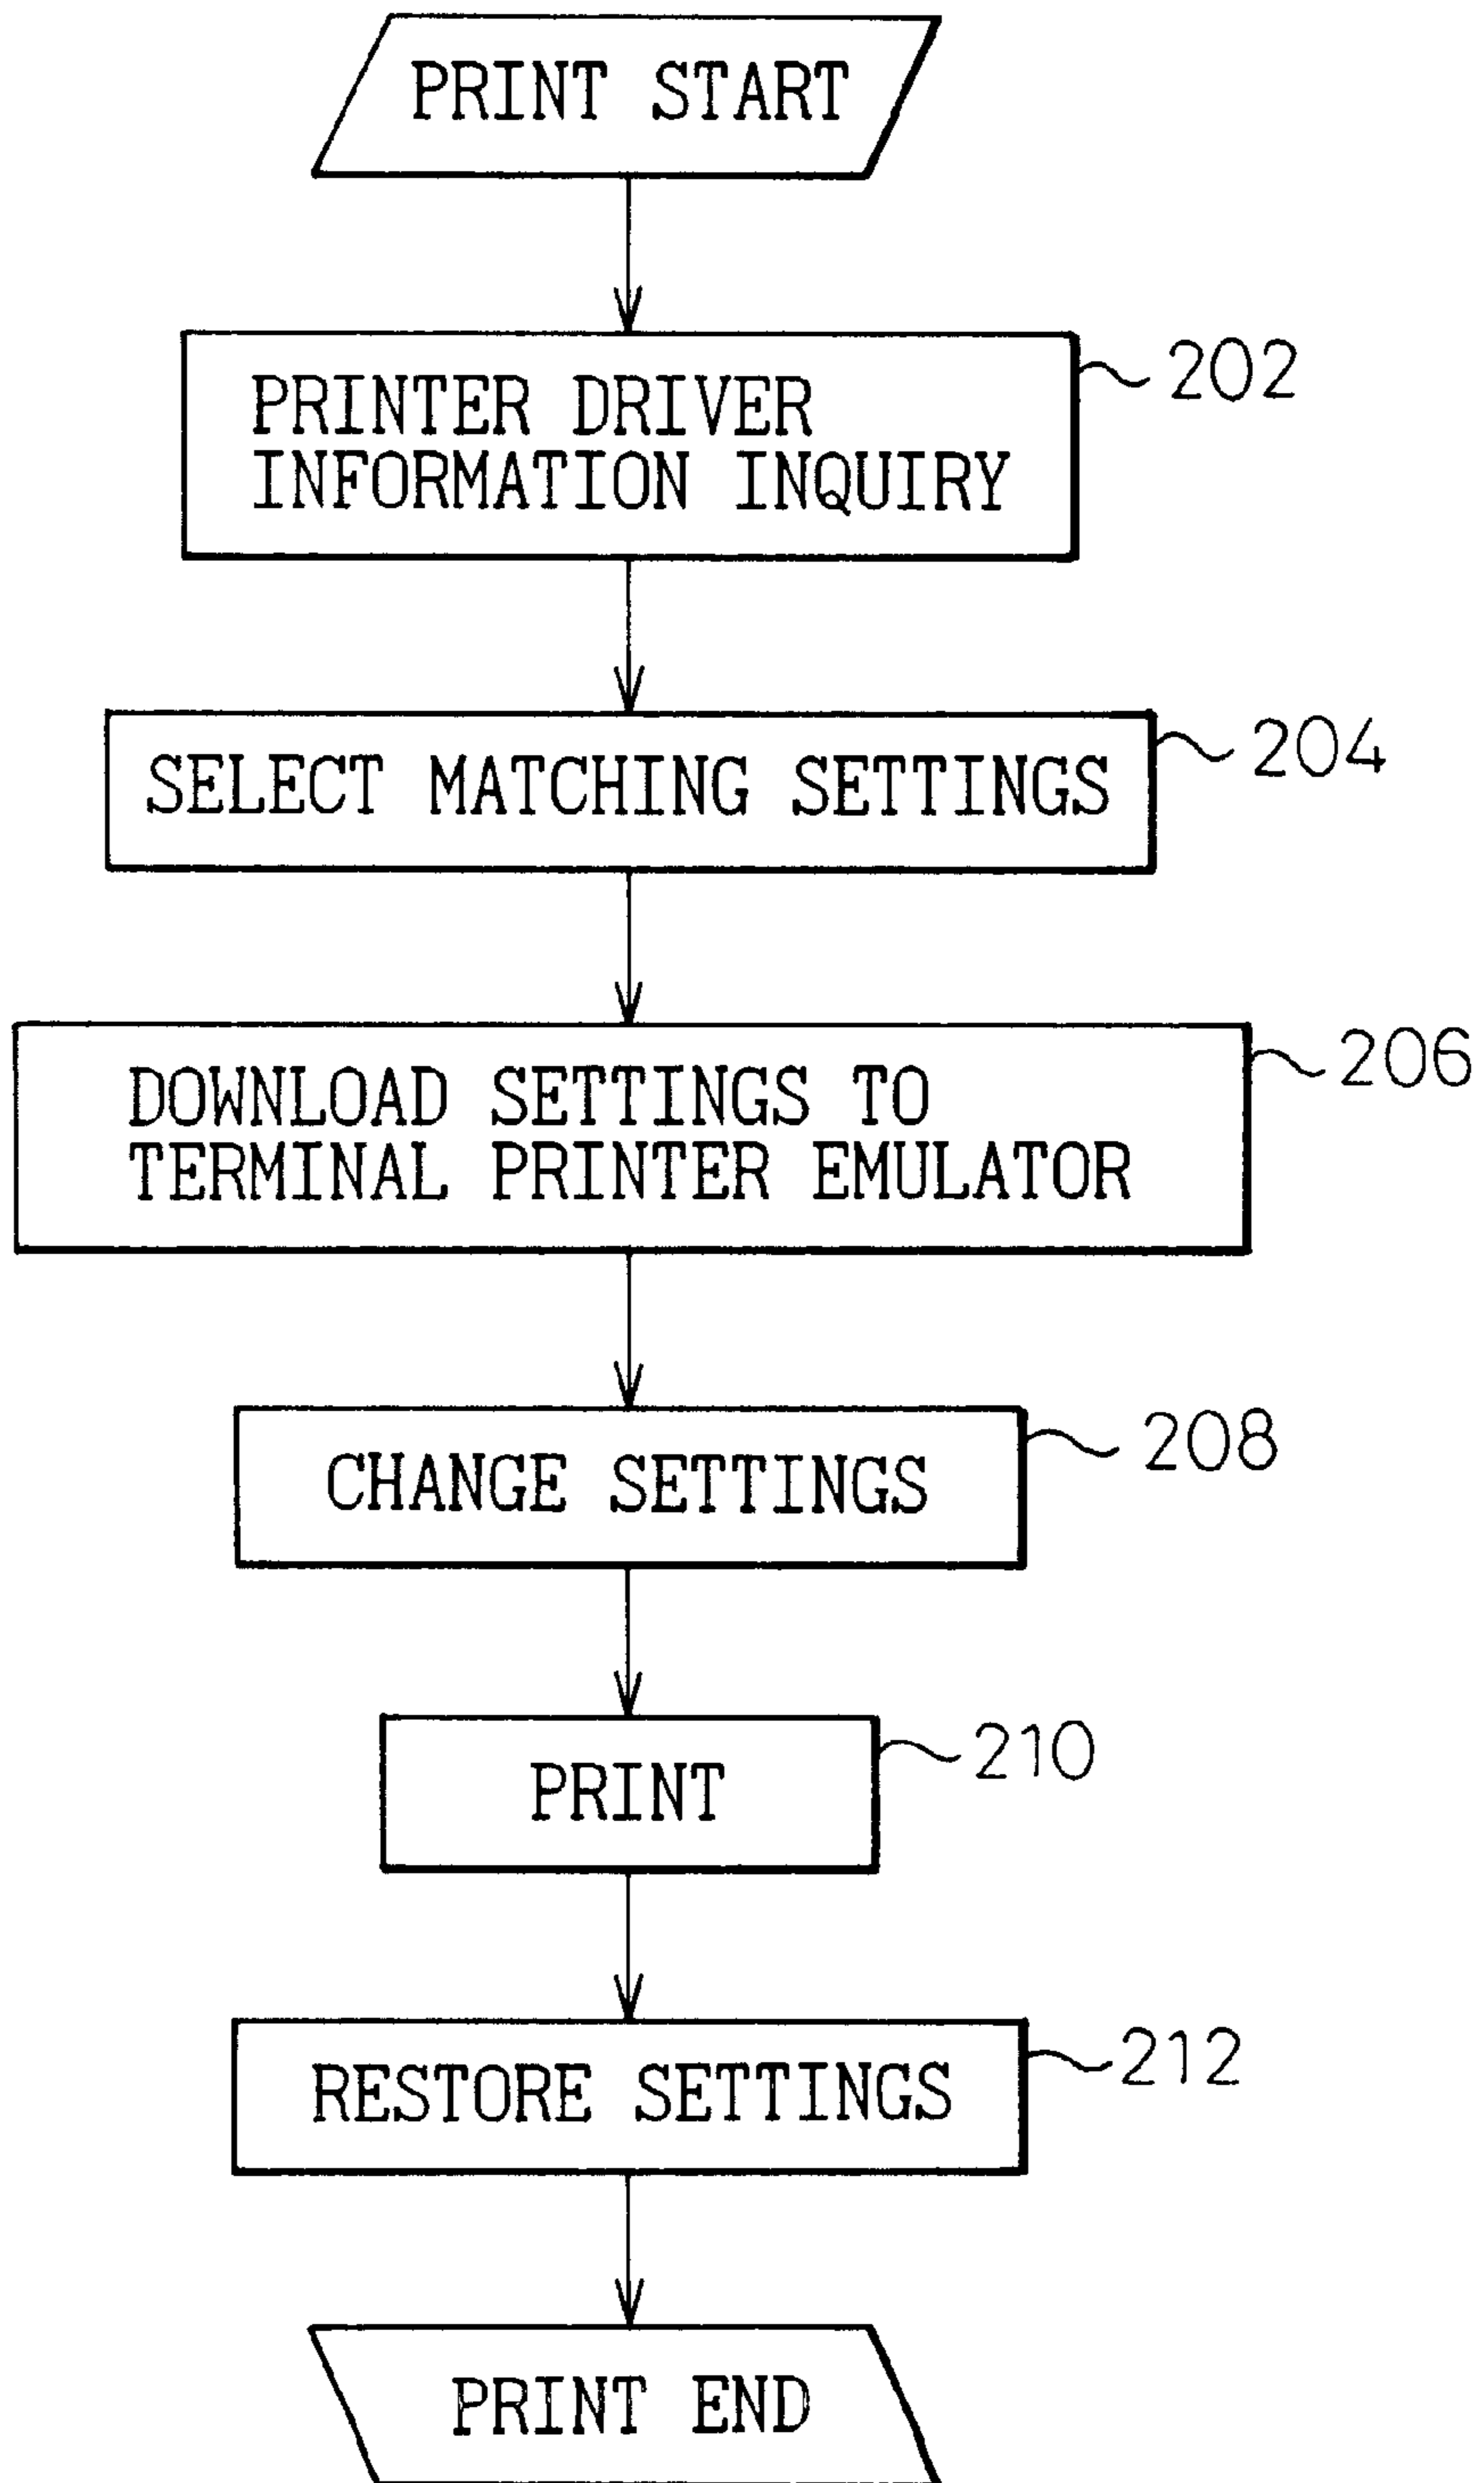 PRINT START
PRINTER DRIVER
INFORMATION INQUIRY
202
SELECT MATCHING SETTINGS
204
DOWNLOAD SETTINGS TO
TERMINAL PRINTER EMULATOR
206
CHANGE SETTINGS
208
PRINT
210
RESTORE SETTINGS
212
PRINT END